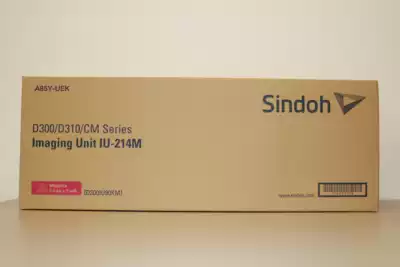 A85Y-UEK
Sindoh
D300/D310/CM Series
Imaging Unit IU-214M
Magenta